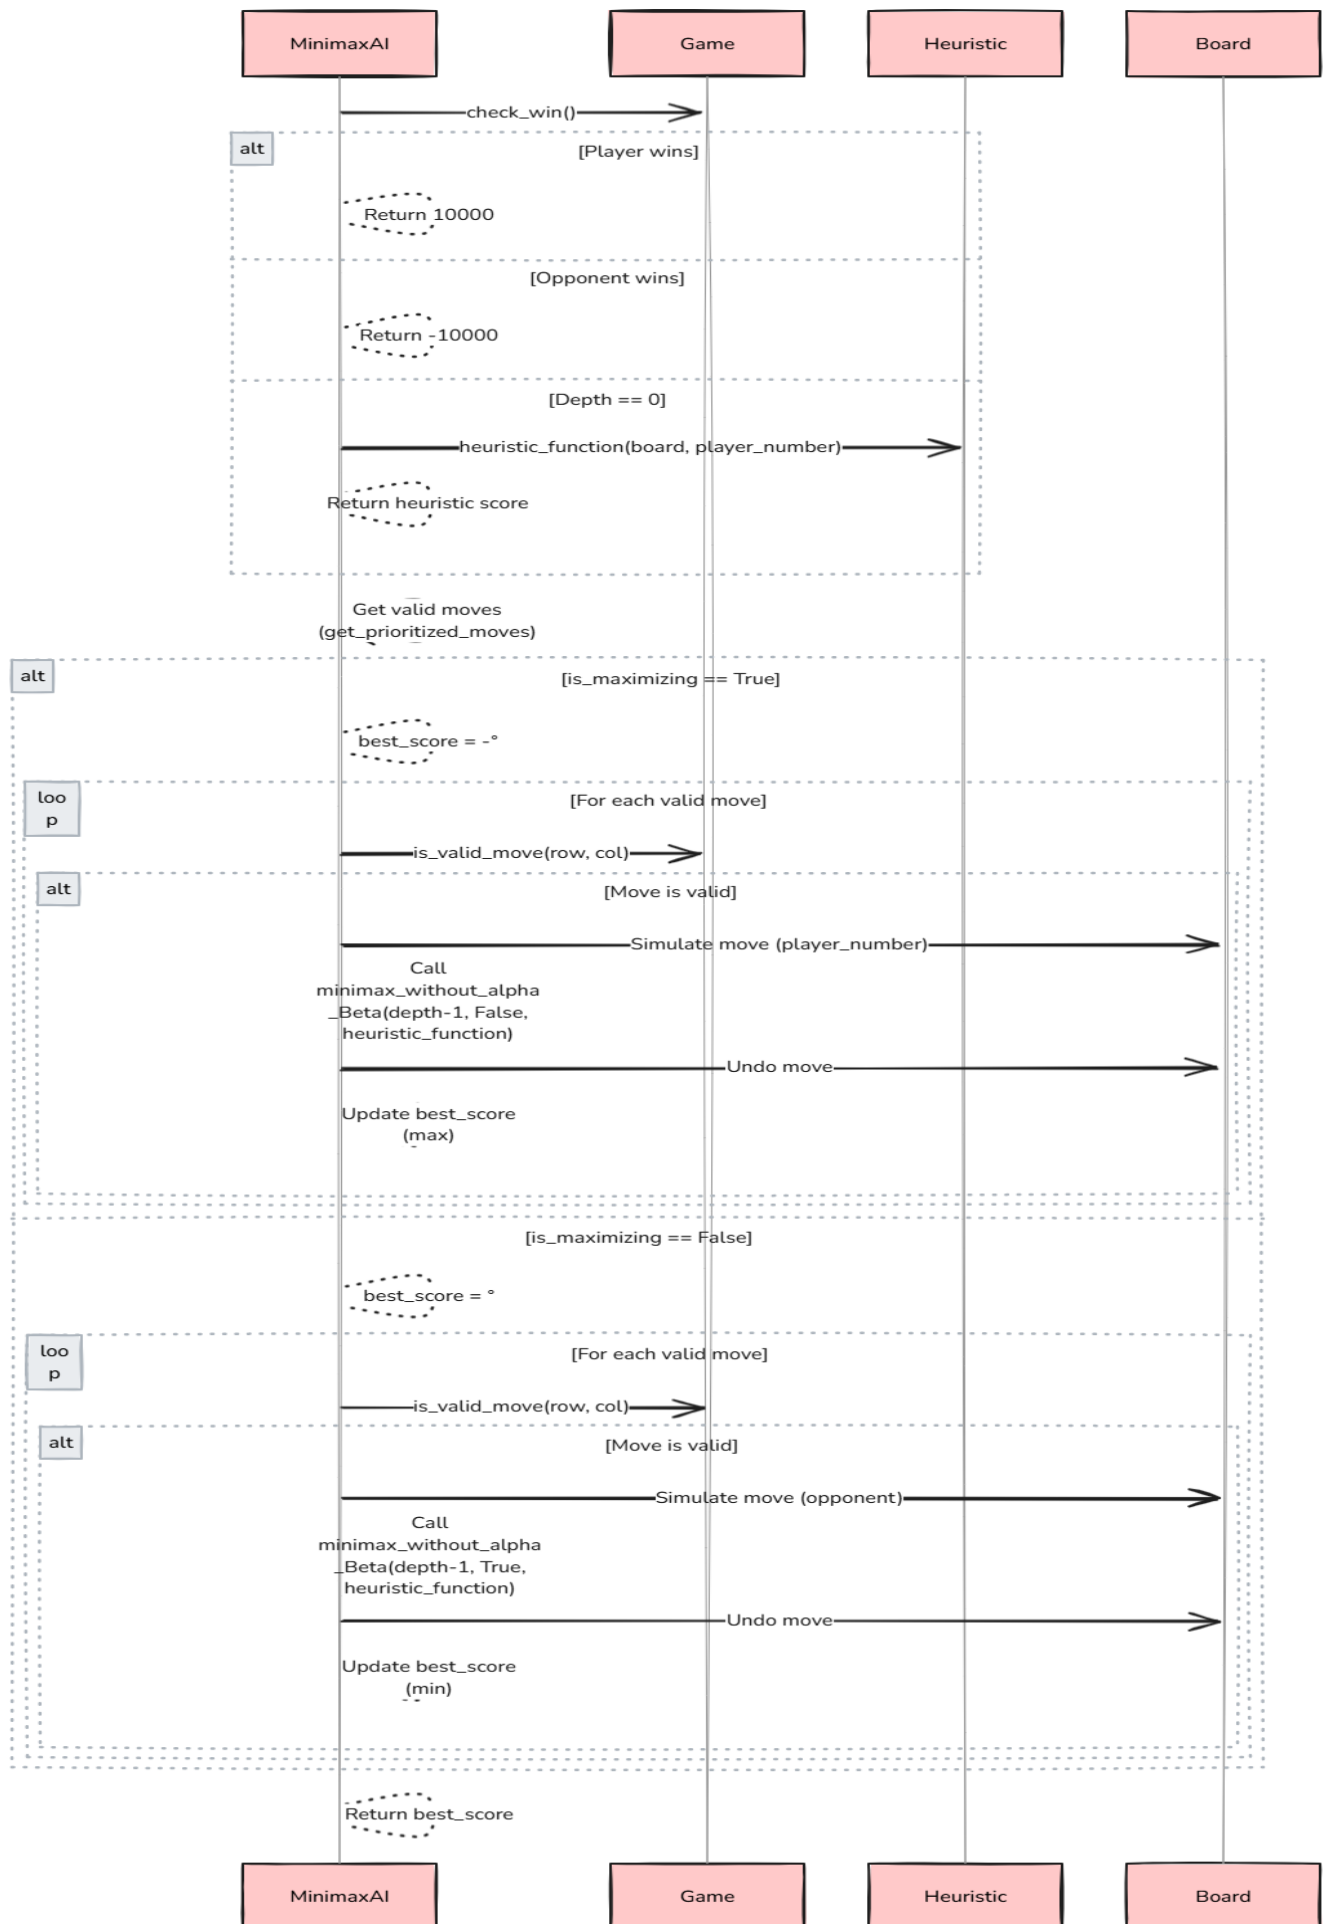 MinimaxAI
Game
Heuristic
Board
check_win()
alt
[Player wins]
Return 10000
[Opponent wins]
Return -10000
[Depth == 0]
heuristic_function(board, player_number)
Return heuristic score
Get valid moves
(get_prioritized_moves)
alt
[is_maximizing == True]
best_score = -°
loo
p
[For each valid move]
is_valid_move(row, col)
alt
[Move is valid]
Simulate move (player_number)
Call
minimax_without_alpha
_Beta(depth-1, False,
heuristic_function)
Undo move
Update best_score
(max)
[is_maximizing == False]
best_score = °
loo
p
[For each valid move]
is_valid_move(row, col)
alt
[Move is valid]
Simulate move (opponent)
Call
minimax_without_alpha
_Beta(depth-1, True,
heuristic_function)
Undo move
Update best_score
(min)
Return best_score
MinimaxAI
Game
Heuristic
Board